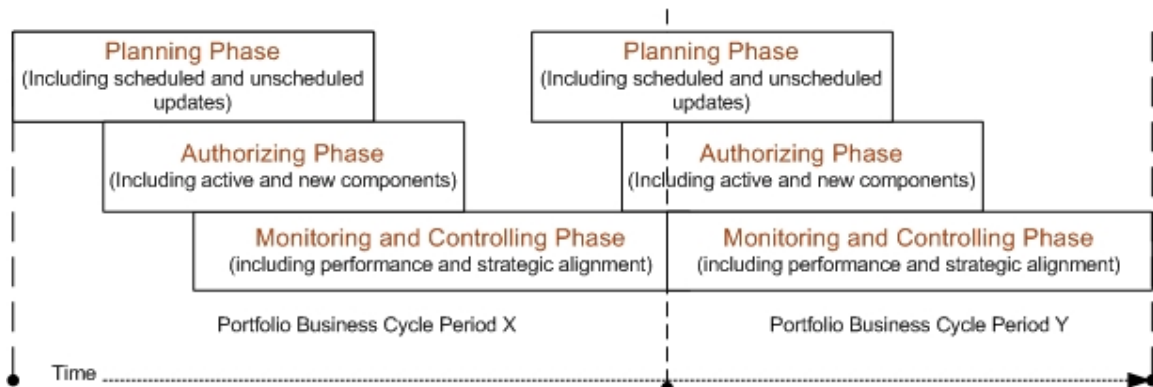 Planning Phase
(Including scheduled and unscheduled
updates)
Planning Phase
(Including scheduled and unscheduled
updates)
Authorizing Phase
(Including active and new components)
Authorizing Phase
(Including active and new components)
Monitoring and Controlling Phase
(including performance and strategic alignment)
Monitoring and Controlling Phase
(including performance and strategic alignment)
Portfolio Business Cycle Period X
Portfolio Business Cycle Period Y
Time